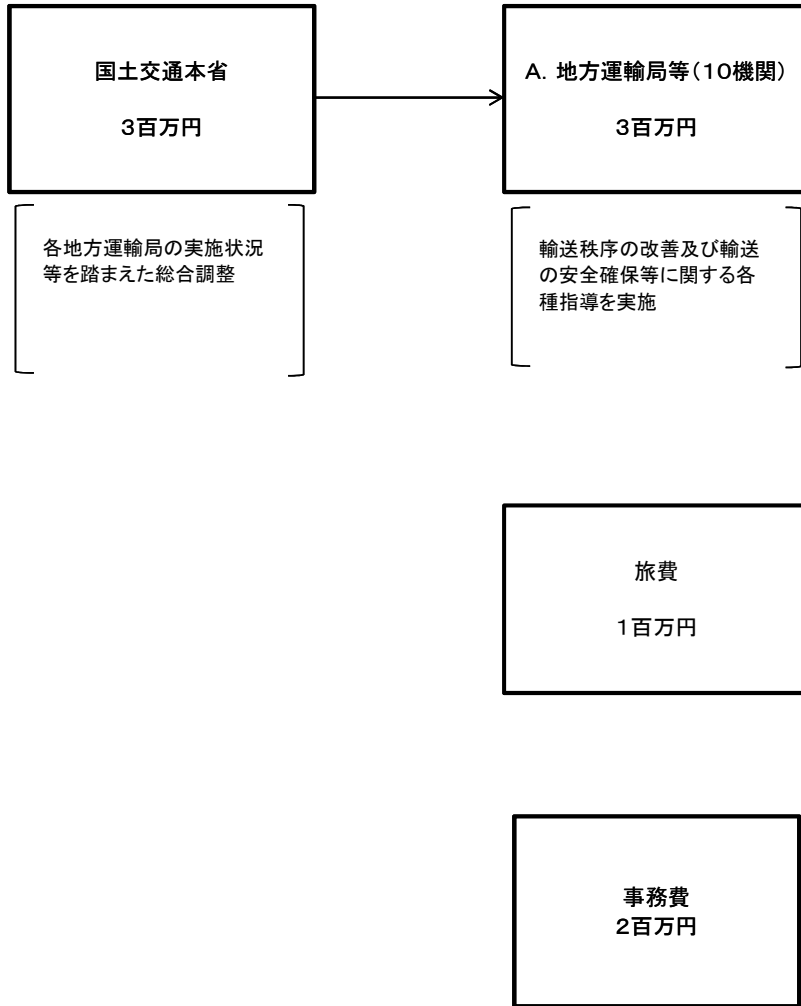 国土交通本省
3百万円
各地方運輸局の実施状況
等を踏まえた総合調整
A．地方運輸局等（１０機関）
3百万円
輸送秩序の改善及び輸送
の安全確保等に関する各
種指導を実施
旅費
１百万円
事務費
２百万円